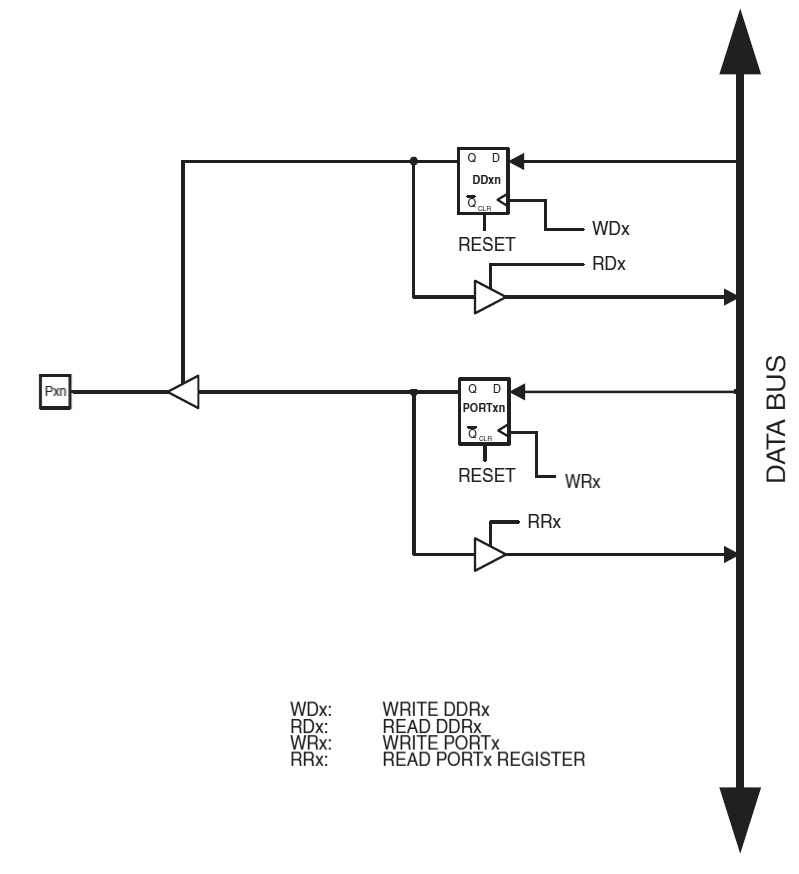 Q D
DDxn
Q CLR
RESET
WDx
RDx
Pxn
Q D
PORTxn
Q CLR
RESET
WRx
RRx
DATA BUS
WDx: WRITE DDRx
RDx: READ DDRx
WRx: WRITE PORTx
RRx: READ PORTx REGISTER